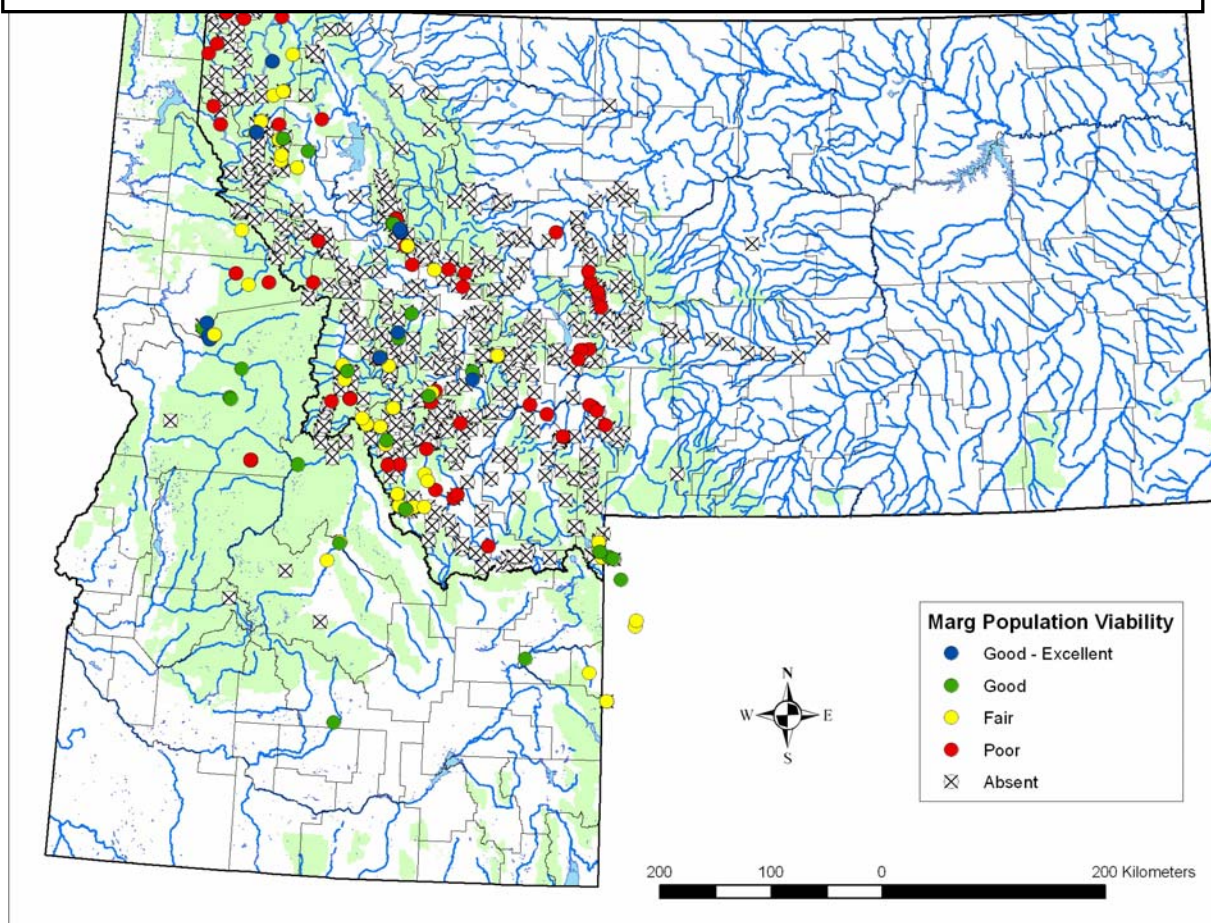 Marg Population Viability
Good - Excellent
Good
Fair
Poor
Absent
N
W E
S
200 100 0 200 Kilometers